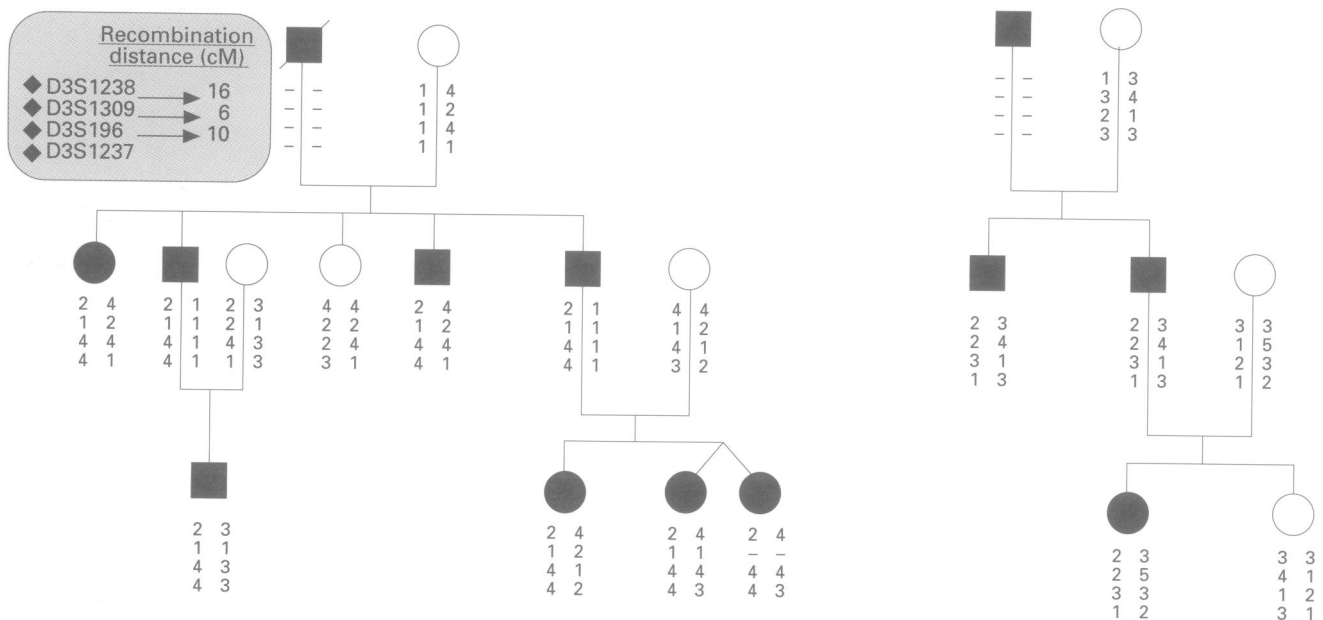 Recombination
distance (cM)
D3S1238 16
D3S1309 6
D3S196 10
D3S1237
– – 1 4
– – 1 2
– – 1 4
– – 1 1
– – 1 3
– – 3 4
– – 2 1
– – 3 3
2 4 2 1 2 3 4 4 2 4 2 1 4 4
1 2 1 1 2 1 2 2 1 2 1 1 1 2
4 4 4 1 4 3 2 4 4 4 4 1 4 1
4 1 4 1 1 3 3 1 4 1 4 1 3 2
2 3 2 3 3 3
2 4 2 4 1 5
3 1 3 1 2 3
1 3 1 3 1 2
2 3
1 1
4 3
4 3
2 4 2 4 2 4
1 2 1 1 – –
4 1 4 4 4 4
4 2 4 3 4 3
2 3 3 3
2 5 4 1
3 3 1 2
1 2 3 1